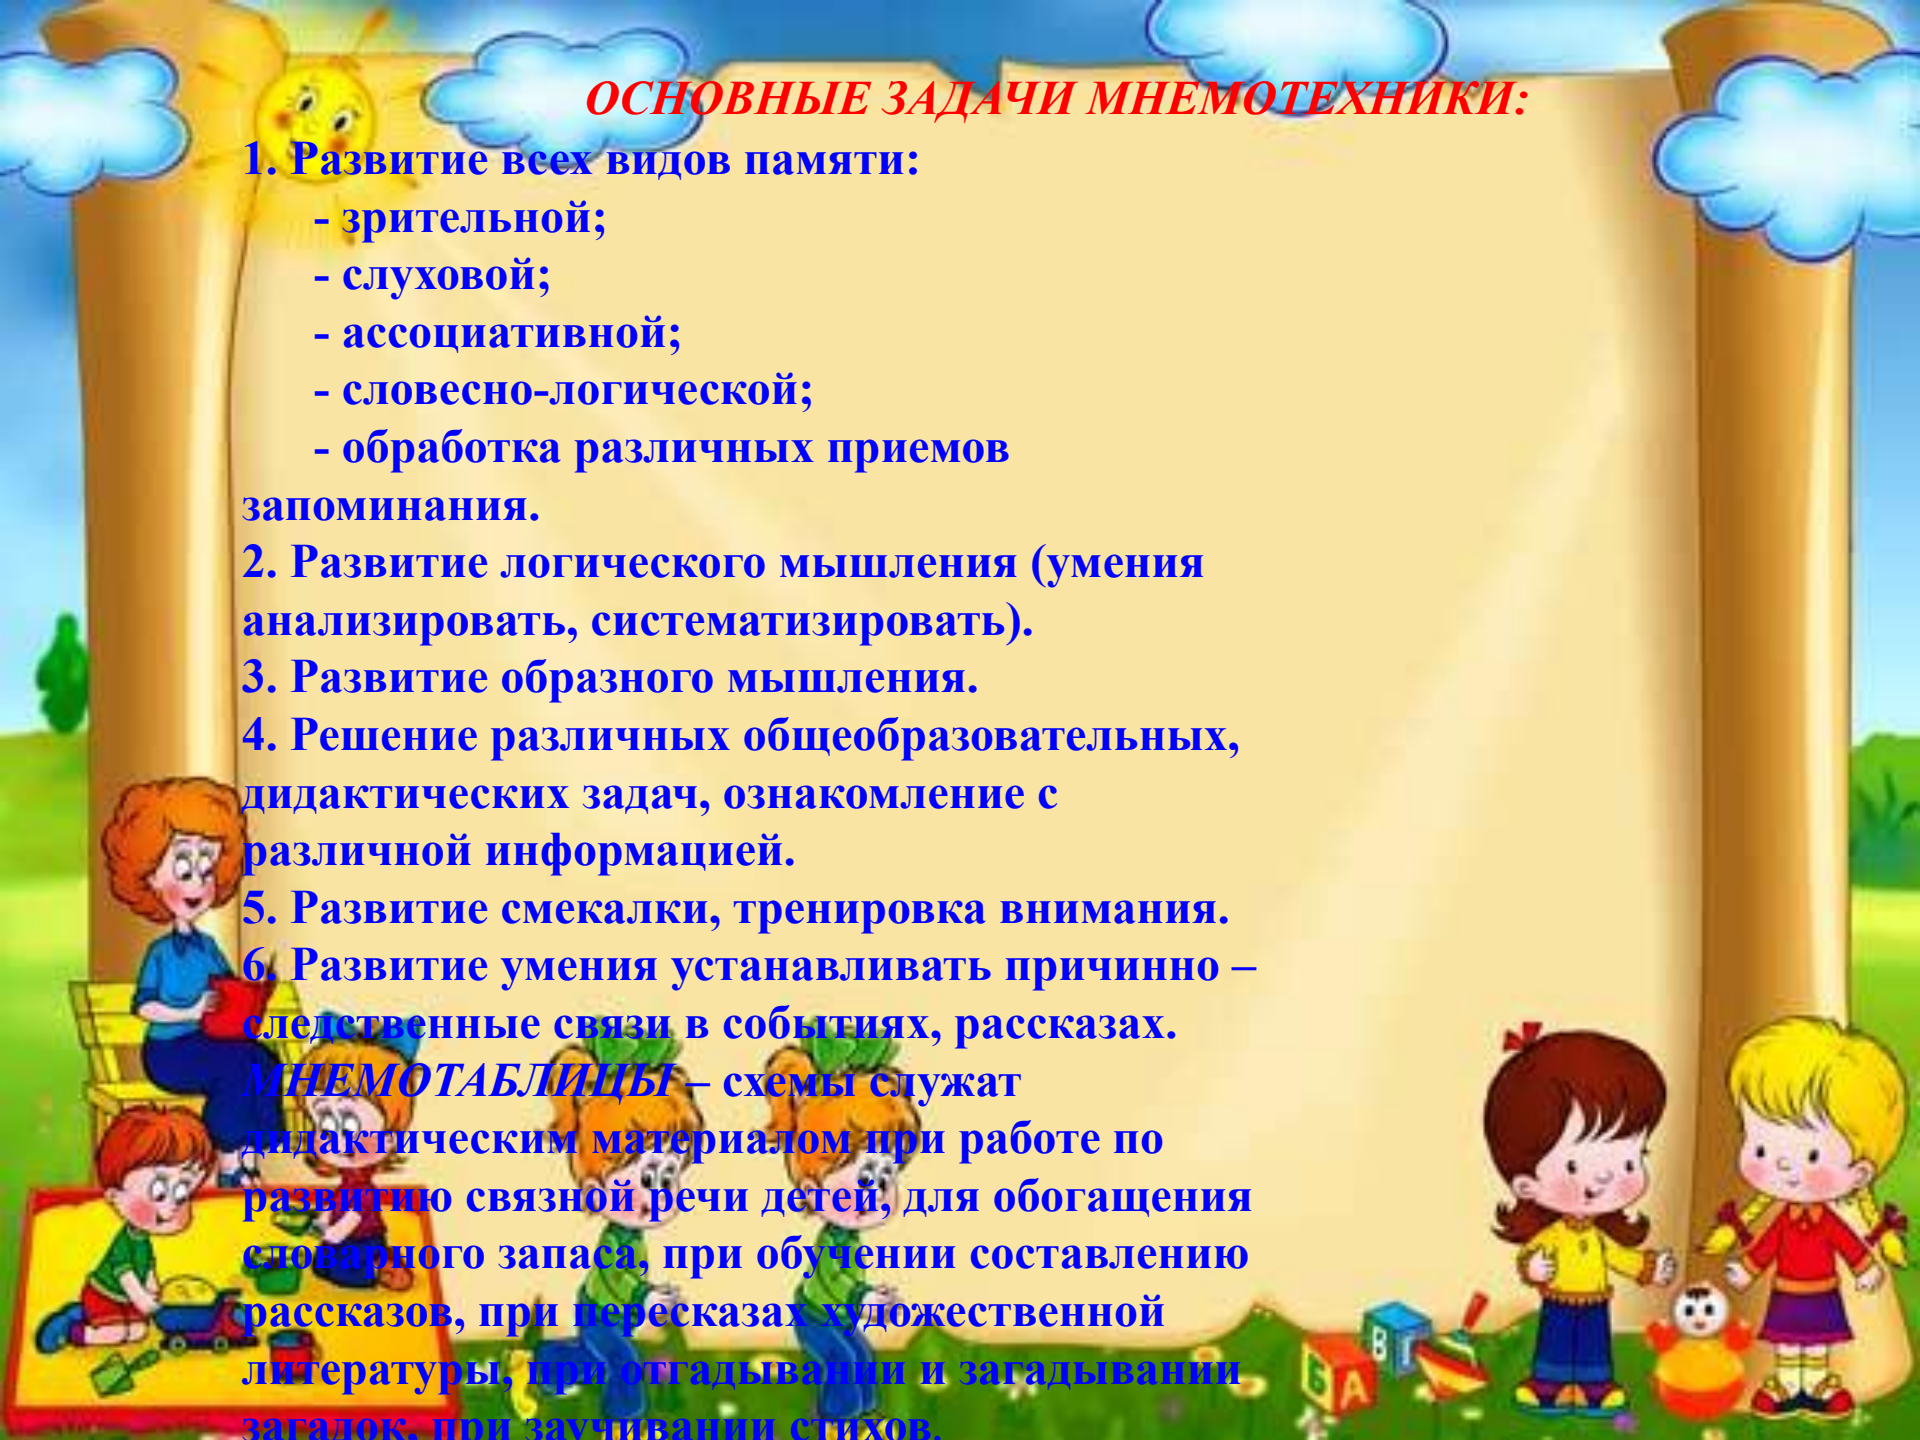 ОСНОВНЫЕ ЗАДАЧИ МНЕМОТЕХНИКИ:
1. Развитие всех видов памяти:
- зрительной;
- слуховой;
- ассоциативной;
- словесно-логической;
- обработка различных приемов
запоминания.
2. Развитие логического мышления (умения
анализировать, систематизировать).
3. Развитие образного мышления.
4. Решение различных общеобразовательных,
дидактических задач, ознакомление с
различной информацией.
5. Развитие смекалки, тренировка внимания.
6. Развитие умения устанавливать причинно –
следственные связи в событиях, рассказах.
МНЕМОТАБЛИЦЫ – схемы служат
дидактическим материалом при работе по
развитию связной речи детей, для обогащения
словарного запаса, при обучении составлению
рассказов, при пересказах художественной
литературы, при отгадывании и загадывании
загадок, при заучивании стихов.
Б А
В Г